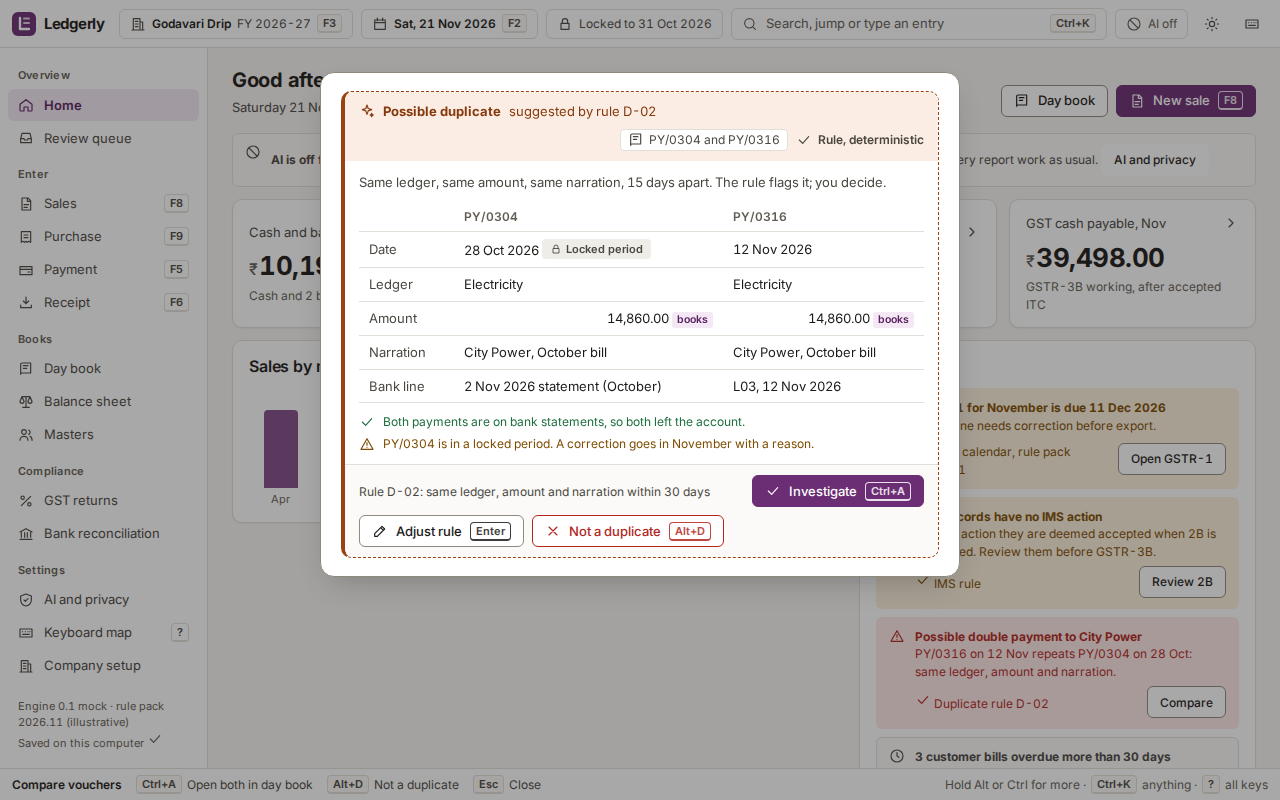 Ledgerly
Godavari Drip FY 2026-27 F3
Sat, 21 Nov 2026 F2
Locked to 31 Oct 2026
Search, jump or type an entry Ctrl+K
AI off
Overview
Home
Review queue
Enter
Sales F8
Purchase F9
Payment F5
Receipt F6
Books
Day book
Balance sheet
Masters
Compliance
GST returns
Bank reconciliation
Settings
AI and privacy
Keyboard map ?
Company setup
Engine 0.1 mock · rule pack
2026.11 (illustrative)
Saved on this computer
Good afte
Saturday 21 N
Day book
New sale F8
AI is off
ery report work as usual. AI and privacy
Cash and ba
₹10,19
Cash and 2 b
GST cash payable, Nov
₹39,498.00
GSTR-3B working, after accepted
ITC
Sales by
Apr
Possible duplicate suggested by rule D-02
PY/0304 and PY/0316 Rule, deterministic
Same ledger, same amount, same narration, 15 days apart. The rule flags it; you decide.
PY/0304 PY/0316
Date 28 Oct 2026 Locked period 12 Nov 2026
Ledger Electricity Electricity
Amount 14,860.00 books 14,860.00 books
Narration City Power, October bill City Power, October bill
Bank line 2 Nov 2026 statement (October) L03, 12 Nov 2026
Both payments are on bank statements, so both left the account.
PY/0304 is in a locked period. A correction goes in November with a reason.
Rule D-02: same ledger, amount and narration within 30 days
Investigate Ctrl+A
Adjust rule Enter
Not a duplicate Alt+D
1 for November is due 11 Dec 2026
ne needs correction before export.
calendar, rule pack
1
Open GSTR-1
cords have no IMS action
action they are deemed accepted when 2B is
ed. Review them before GSTR-3B.
IMS rule
Review 2B
Possible double payment to City Power
PY/0316 on 12 Nov repeats PY/0304 on 28 Oct:
same ledger, amount and narration.
Duplicate rule D-02
Compare
3 customer bills overdue more than 30 days
Compare vouchers Ctrl+A Open both in day book Alt+D Not a duplicate Esc Close
Hold Alt or Ctrl for more · Ctrl+K anything · ? all keys